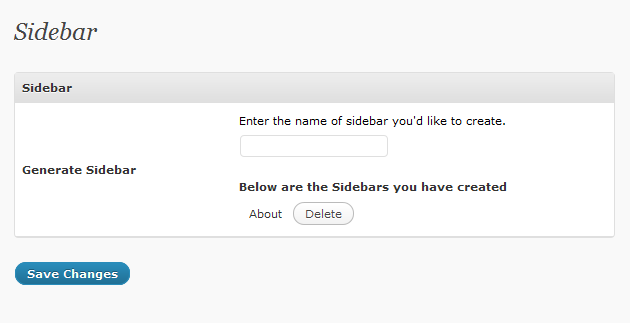 Sidebar
Sidebar
Enter the name of sidebar you'd like to create.
Generate Sidebar
Below are the Sidebars you have created
About Delete
Save Changes